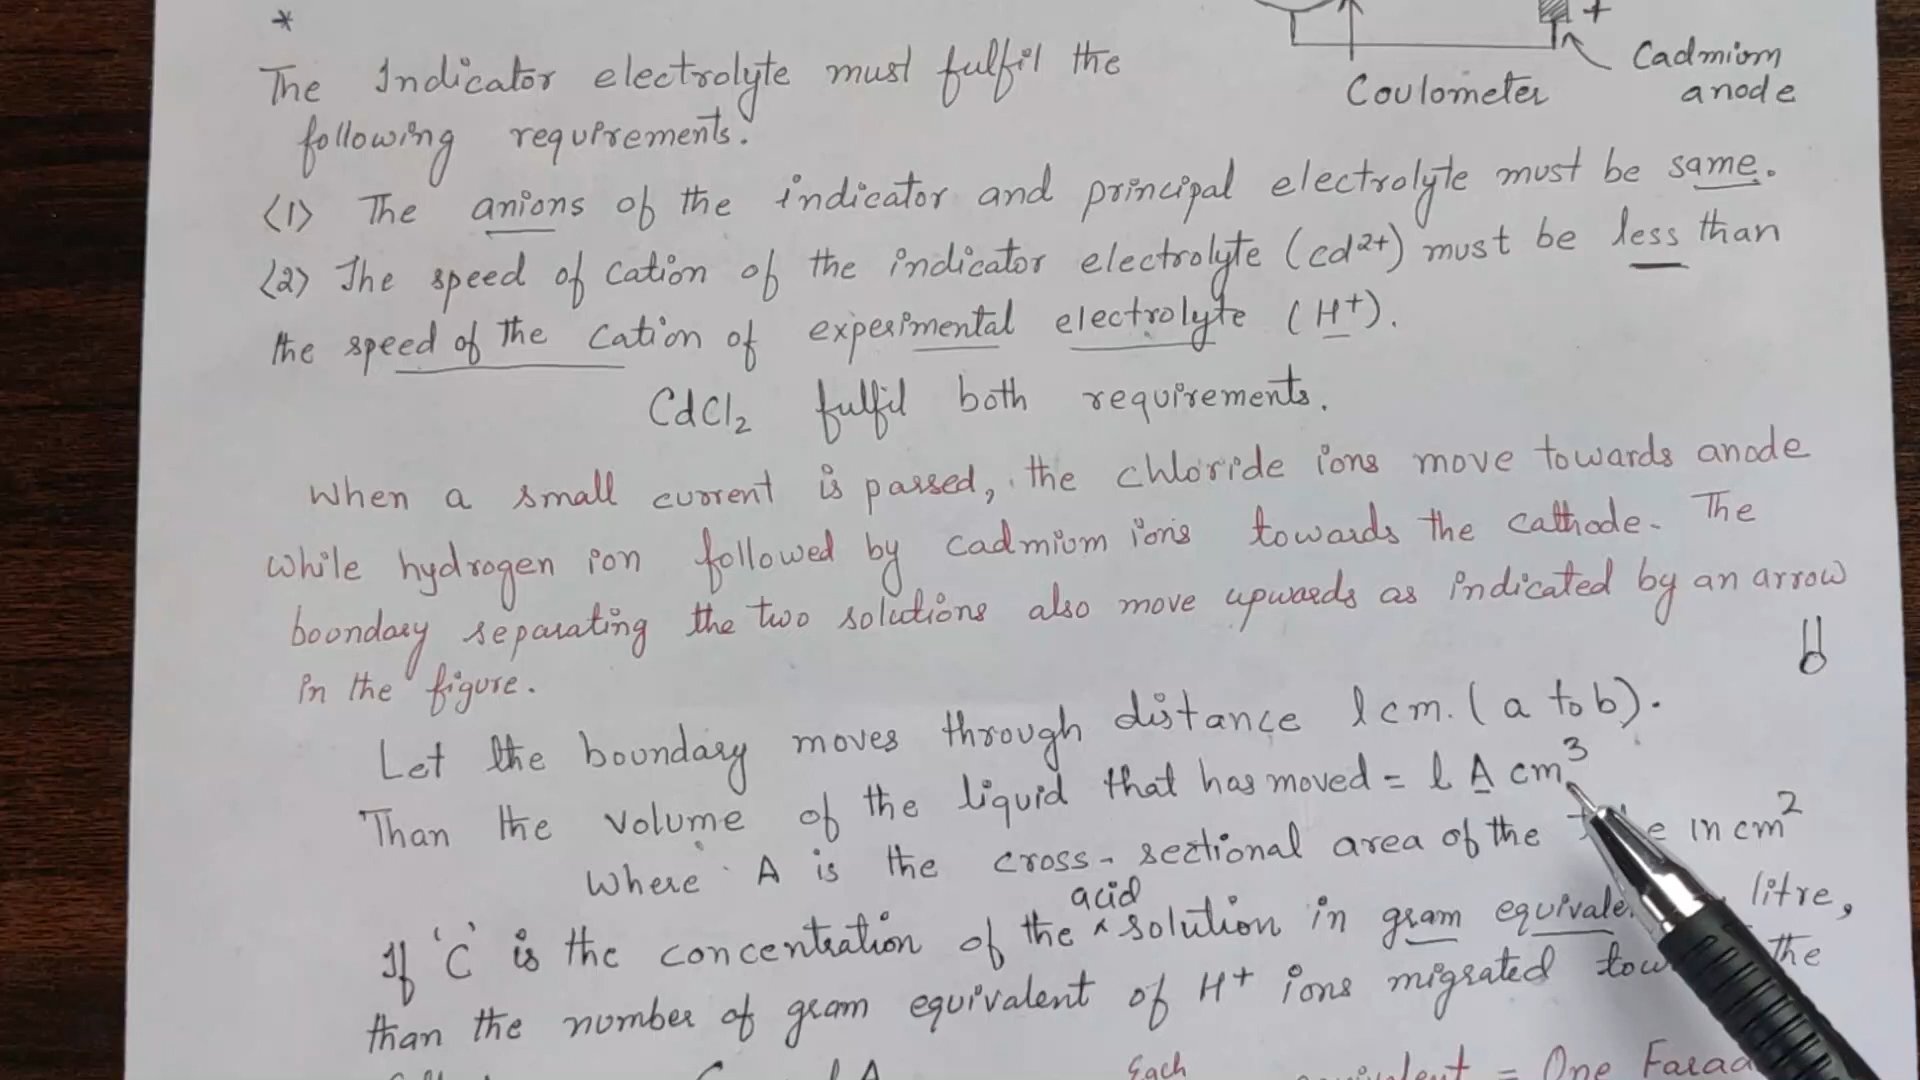 *
+
Cadmiom
Coulometer anode
The Indicator electrolyte must fulfil the
following requirements.
(1) The anions of the indicator and principal electrolyte must be same.
(2) The speed of cation of the indicator electrolyte (cd2+) must be less than
the speed of the cation of experimental electrolyte (H+).
CdCl2 fulfil both requirements.
When a small current is passed, the chloride ions move towards anode
while hydrogen ion followed by cadmiom ions towards the cathode. The
boundary separating the two solutions also move upwards as indicated by an arrow
in the figure.
b
Let the boundary moves through distance l cm. (a to b).
Than the volume of the liquid that has moved = l A cm3
Where A is the cross-sectional area of the in cm2
acid
If 'C' is the concentration of the ^ solution in gram litre,
than the number of gram equivalent of H+ ions migrated the
Each = One